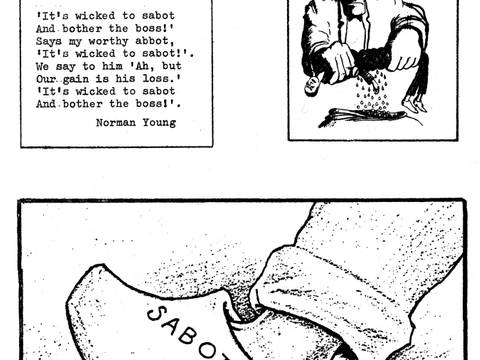 'It's wicked to sabot
And bother the boss!'
Says my worthy abbot,
'It's wicked to sabot!'.
We say to him 'Ah, but
Our gain is his loss.'
'It's wicked to sabot
And bother the boss!'.
Norman Young
SABOT